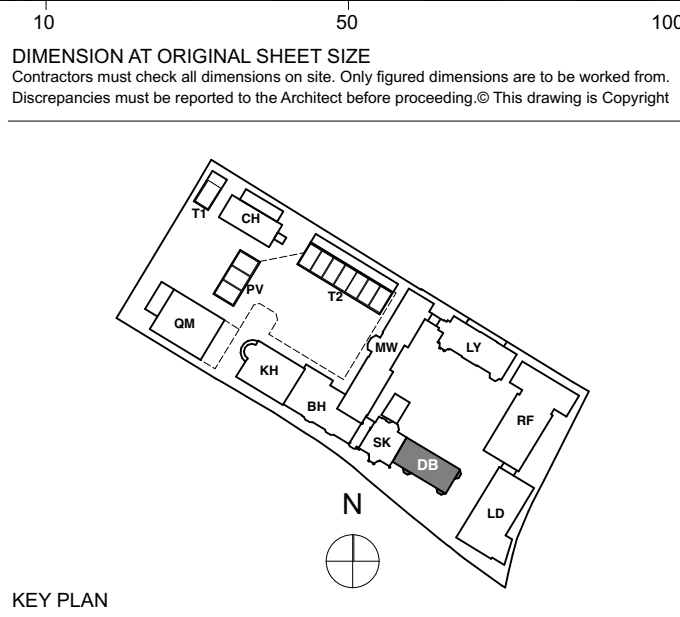 10 50 100
DIMENSION AT ORIGINAL SHEET SIZE
Contractors must check all dimensions on site. Only figured dimensions are to be worked from.
Discrepancies must be reported to the Architect before proceeding.© This drawing is Copyright
T1
CH
PV
T2
QM
MW
LY
KH
BH
RF
SK
DB
LD
N
KEY PLAN